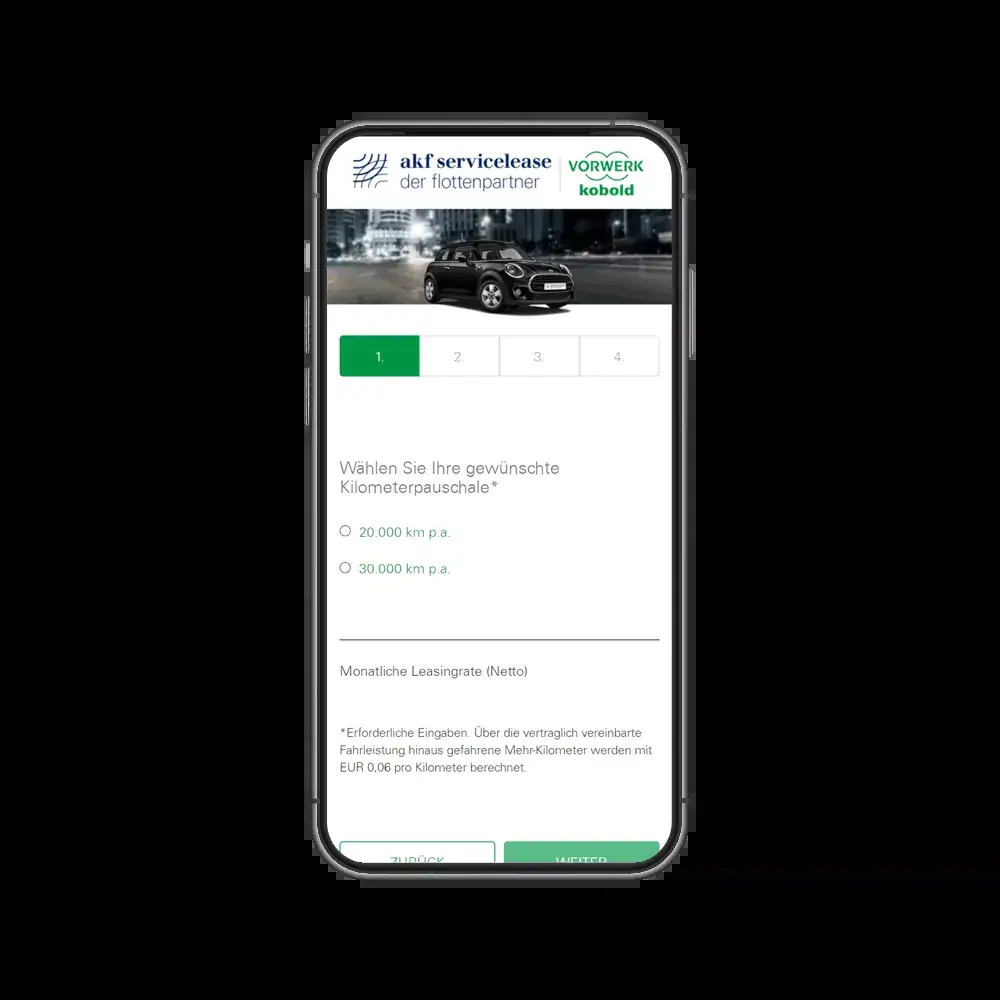 akf servicelease
der flottenpartner
VORWERK
kobold
1.
2.
3.
4.
Wählen Sie Ihre gewünschte
Kilometerpauschale*
20.000 km p.a.
30.000 km p.a.
Monatliche Leasingrate (Netto)
*Erforderliche Eingaben. Über die vertraglich vereinbarte
Fahrleistung hinaus gefahrene Mehr-Kilometer werden mit
EUR 0,06 pro Kilometer berechnet.
ZURÜCK
WEITER